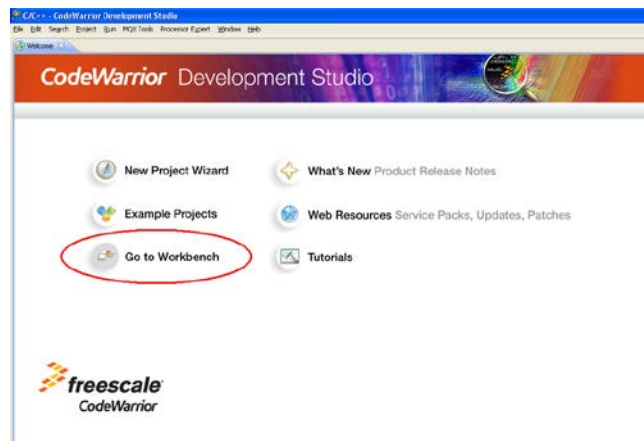 C/C++ - CodeWarrior Development Studio
File Edit Search Project Run MQX Tools Processor Expert Window Help
Welcome
CodeWarrior Development Studio
New Project Wizard
What's New Product Release Notes
Example Projects
Web Resources Service Packs, Updates, Patches
Go to Workbench
Tutorials
freescale
CodeWarrior